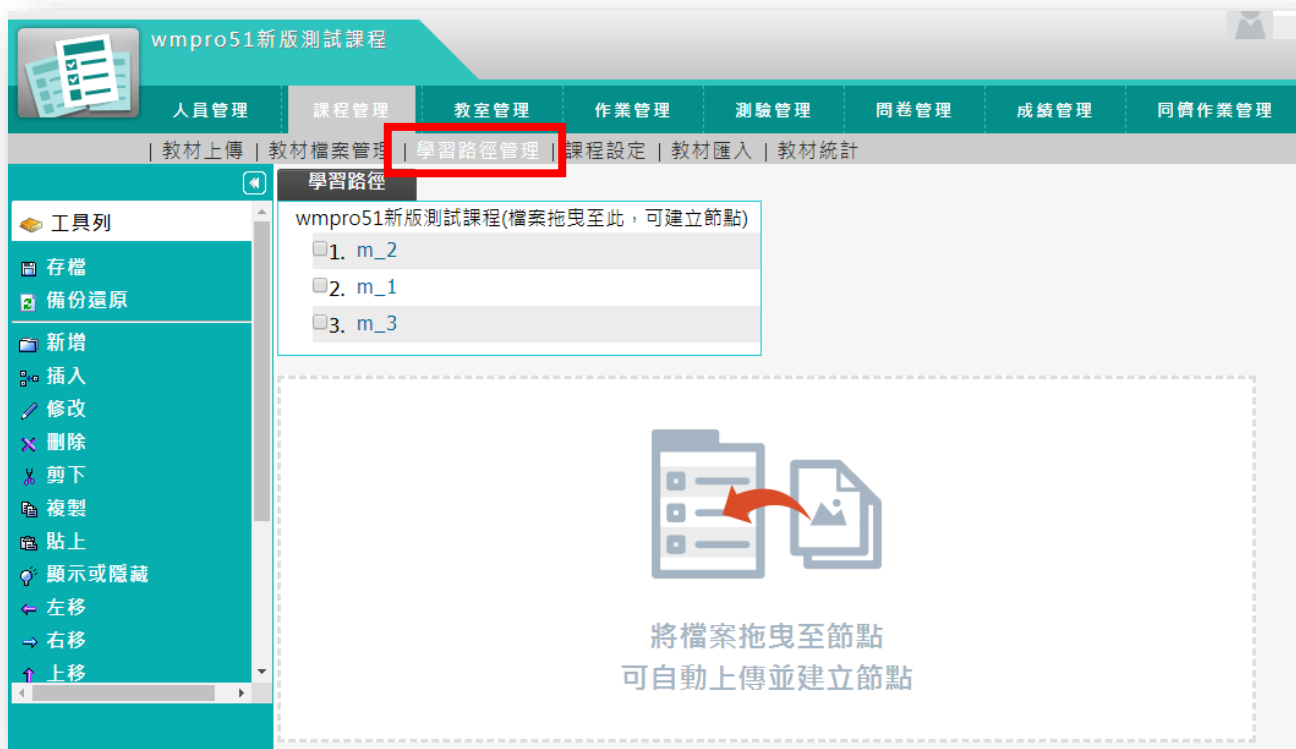 wmpro51新版測試課程
人員管理 課程管理 教室管理 作業管理 測驗管理 問卷管理 成績管理 同儕作業管理
| 教材上傳 | 教材檔案管理 | 學習路徑管理 | 課程設定 | 教材匯入 | 教材統計
學習路徑
工具列
存檔
備份還原
新增
插入
修改
刪除
剪下
複製
貼上
顯示或隱藏
左移
右移
上移
wmpro51新版測試課程(檔案拖曳至此，可建立節點)
1. m_2
2. m_1
3. m_3
將檔案拖曳至節點
可自動上傳並建立節點